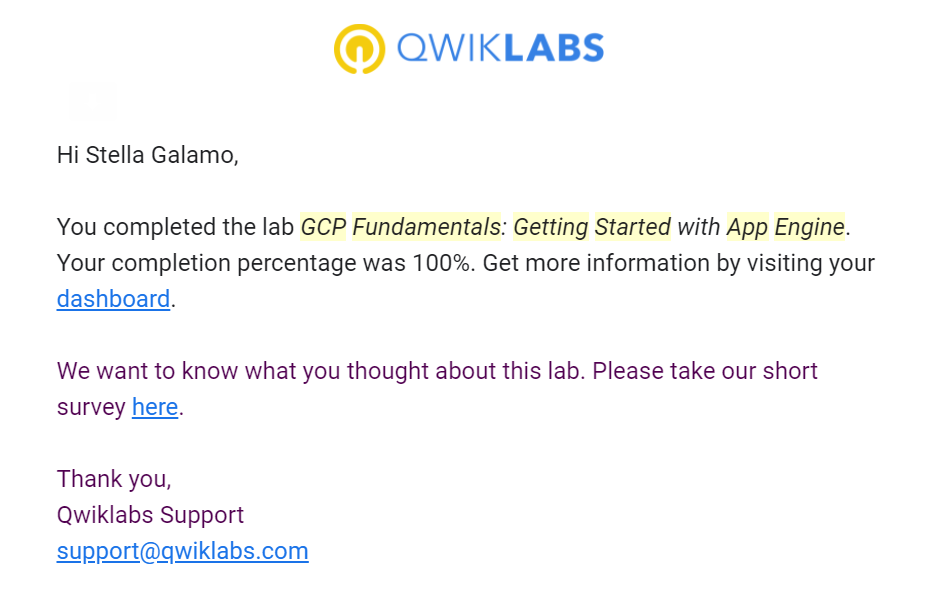 QWIKLABS
Hi Stella Galamo,
You completed the lab GCP Fundamentals: Getting Started with App Engine.
Your completion percentage was 100%. Get more information by visiting your
dashboard.
We want to know what you thought about this lab. Please take our short
survey here.
Thank you,
Qwiklabs Support
support@qwiklabs.com